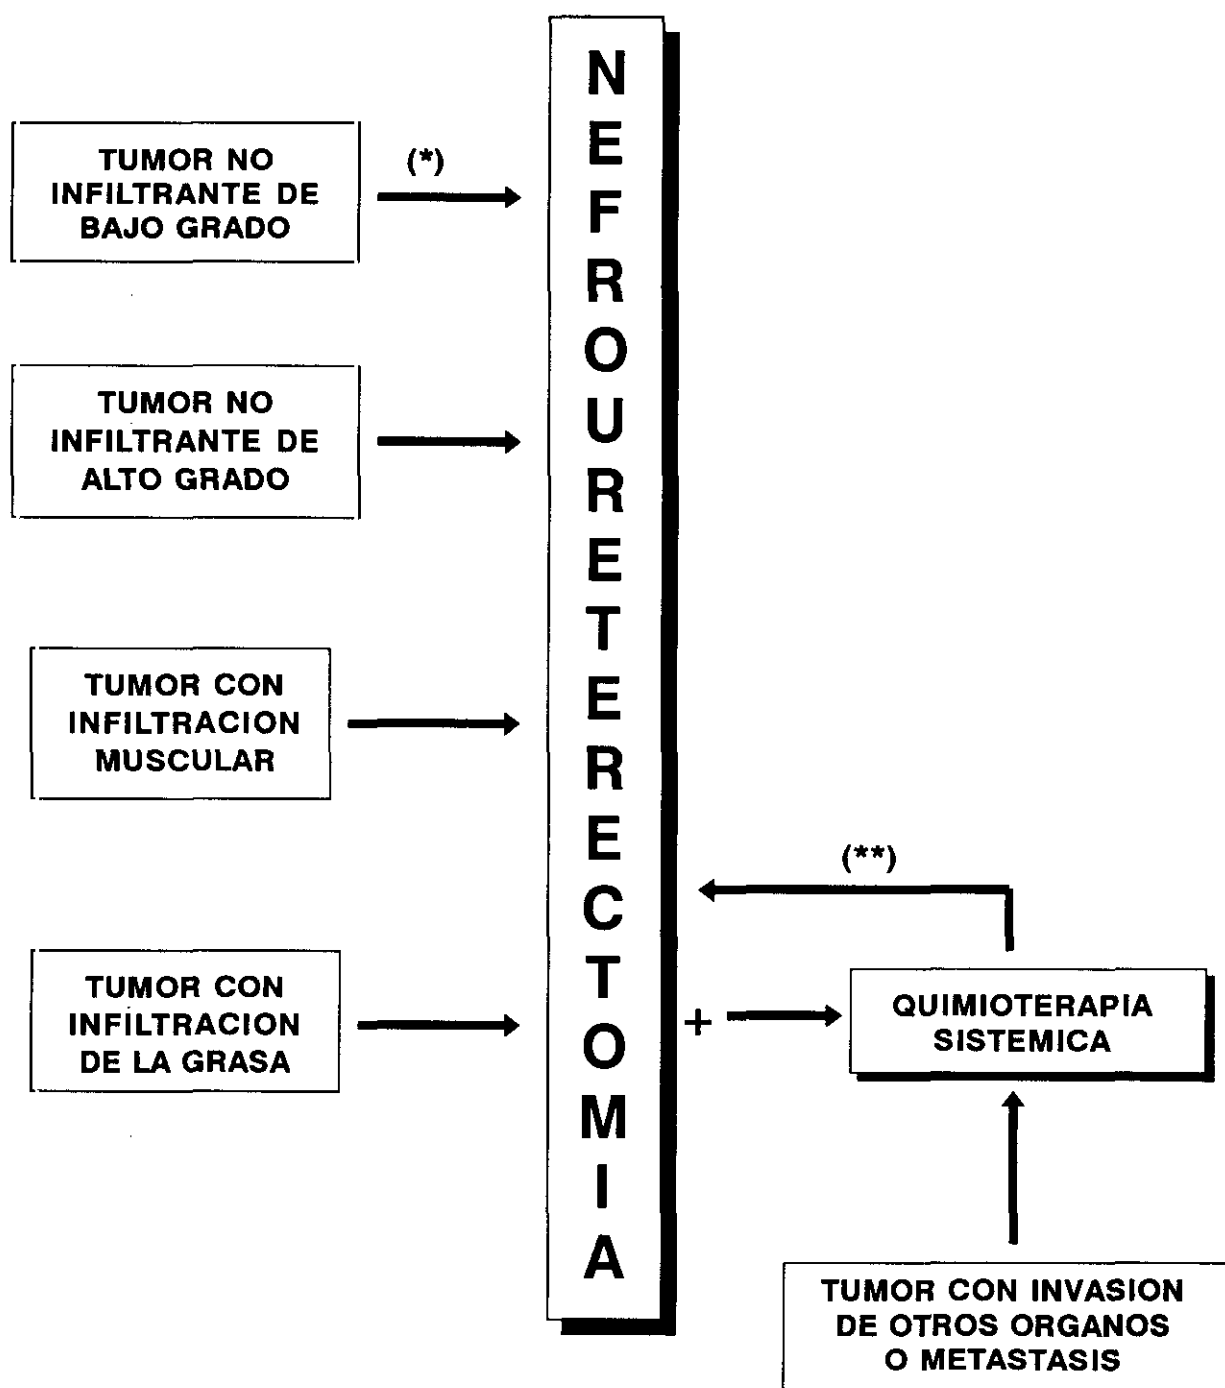 TUMOR NO
INFILTRANTE DE
BAJO GRADO
(*)
TUMOR NO
INFILTRANTE DE
ALTO GRADO
TUMOR CON
INFILTRACION
MUSCULAR
TUMOR CON
INFILTRACION
DE LA GRASA
NEFROURETERECTOMIA
(**)
+
QUIMIOTERAPIA
SISTEMICA
TUMOR CON INVASION
DE OTROS ORGANOS
O METASTASIS